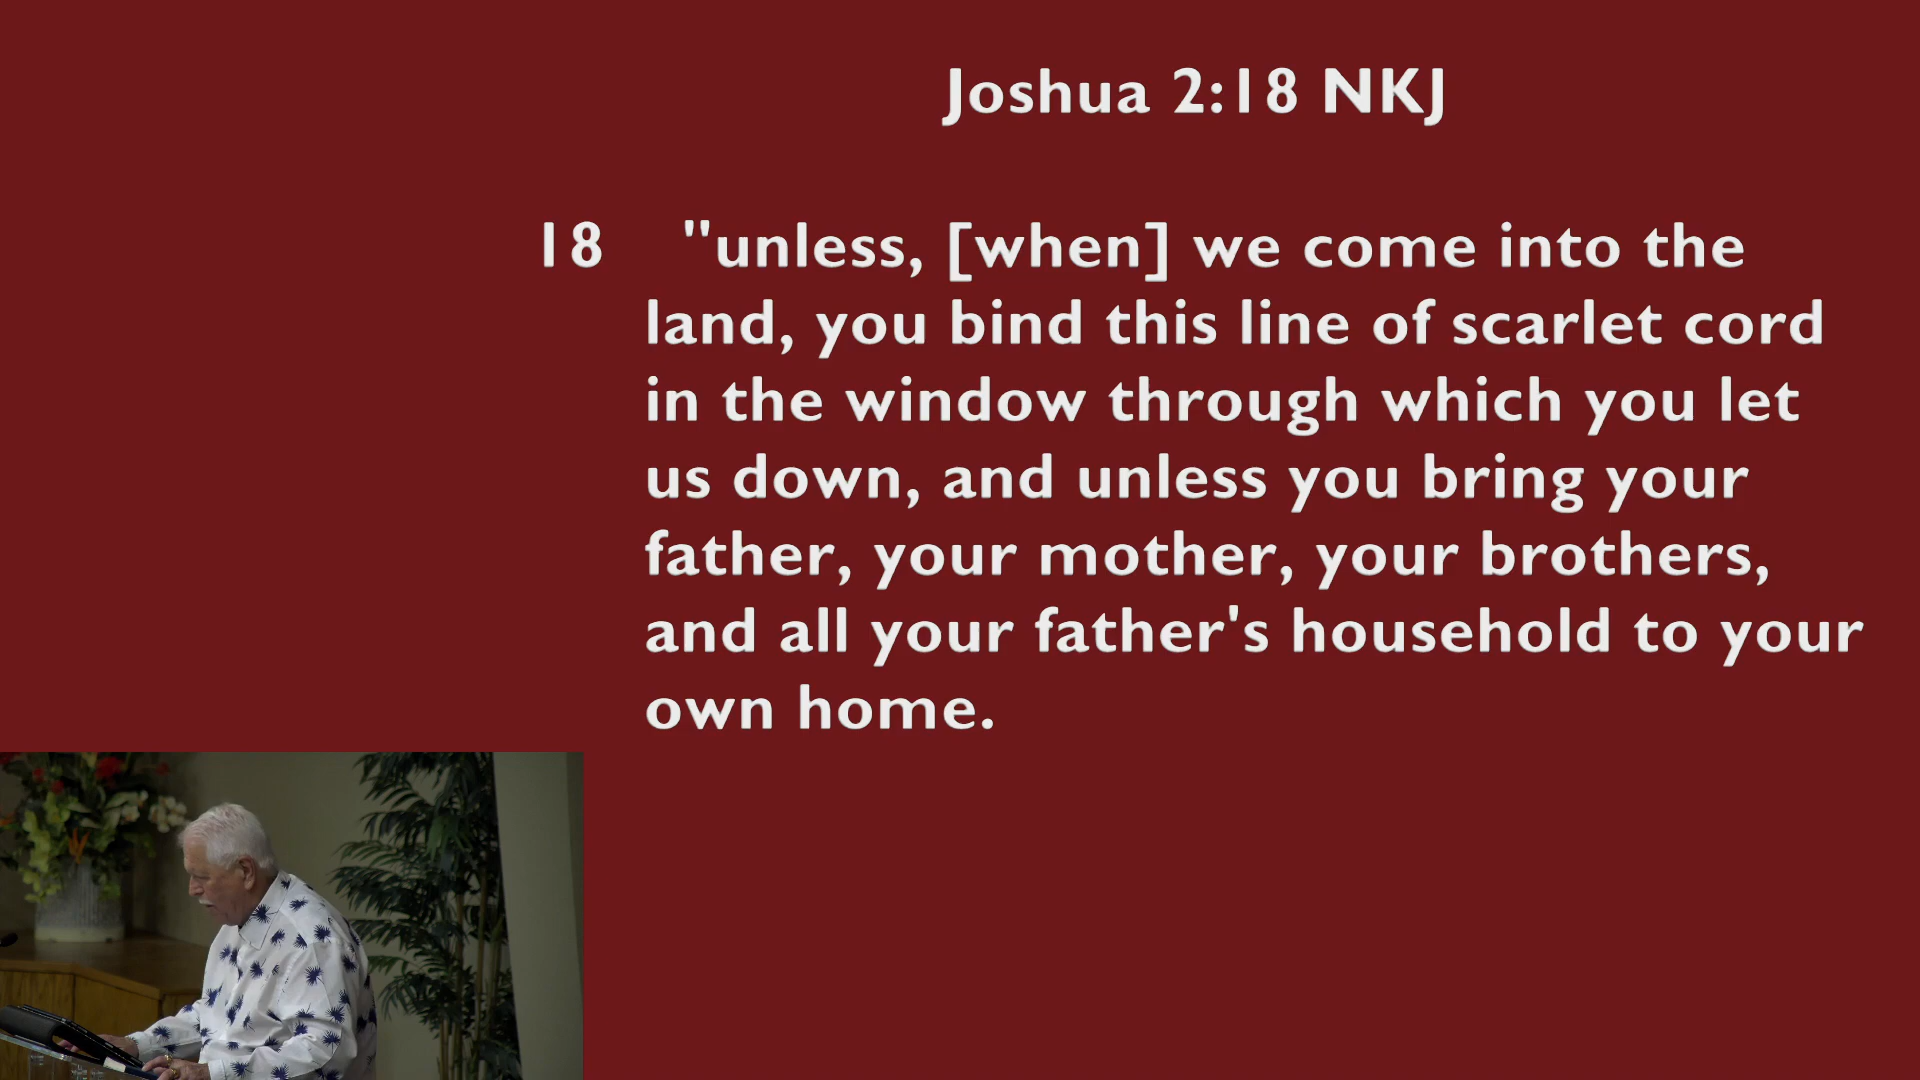 Joshua 2:18 NKJ
18 "unless, [when] we come into the
land, you bind this line of scarlet cord
in the window through which you let
us down, and unless you bring your
father, your mother, your brothers,
and all your father's household to your
own home.